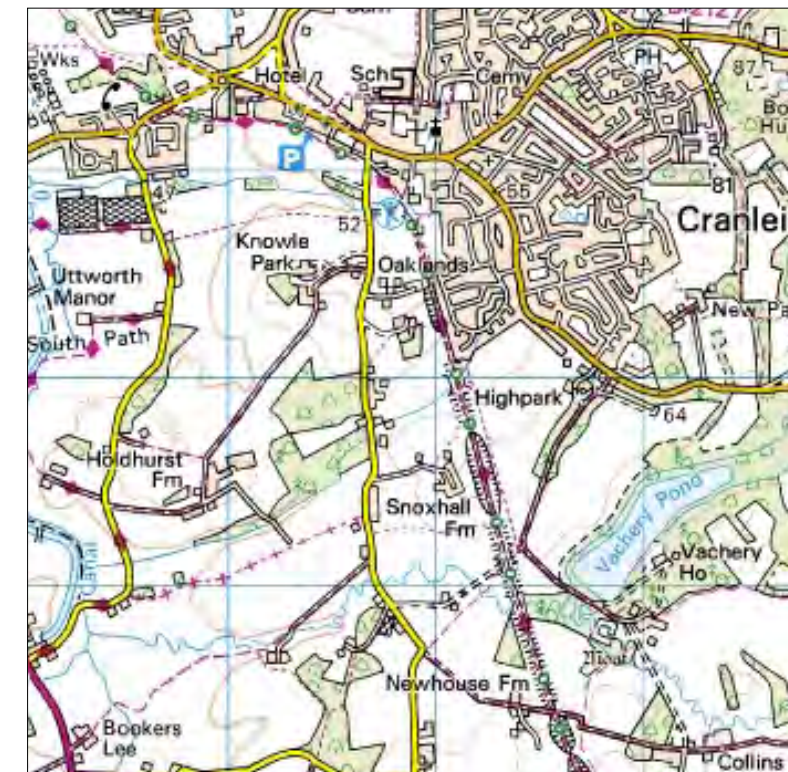 Wks
Hotel
Sch
Cemy
PH
87
P
47
55
81
52
Cranlei
Knowle
Park
Oaklands
Uttworth
Manor
New Pa
South Path
Highpark
64
Holdhurst
Fm
Snoxhall
Fm
Vachery Pond
Vachery
Ho
Moat
Newhouse Fm
Bookers
Lee
Collins